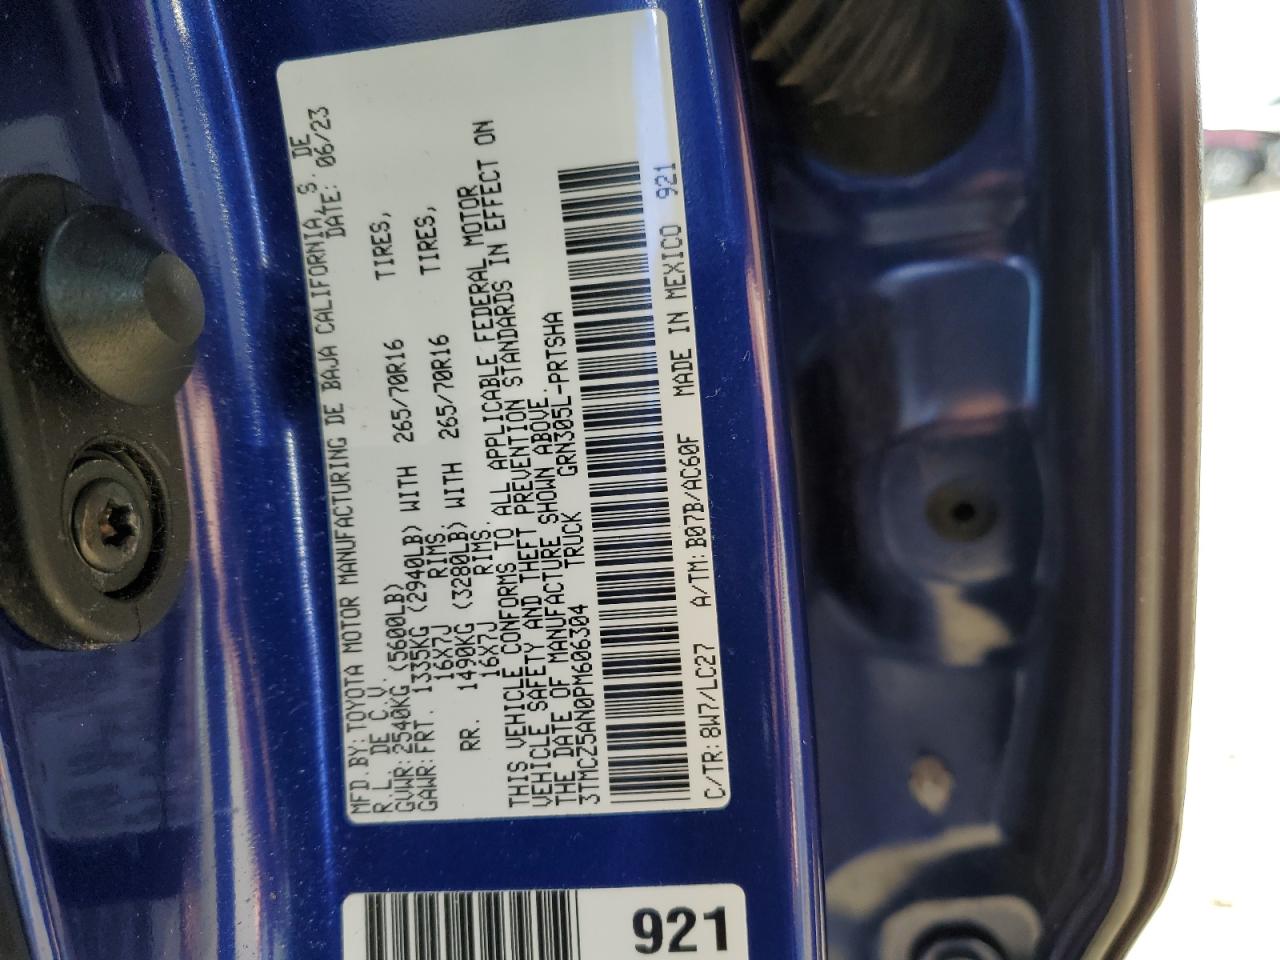 MFD.BY: TOYOTA MOTOR MANUFACTURING DE BAJA CALIFORNIA, S. DE
R.L. DE C.V. DATE: 06/23
GVWR: 2540KG (5600LB)
GAWR: FRT. 1335KG (2940LB) WITH 265/70R16 TIRES,
16X7J RIMS.
RR. 1490KG (3280LB) WITH 265/70R16 TIRES,
16X7J RIMS.
THIS VEHICLE CONFORMS TO ALL APPLICABLE FEDERAL MOTOR
VEHICLE SAFETY AND THEFT PREVENTION STANDARDS IN EFFECT ON
THE DATE OF MANUFACTURE SHOWN ABOVE.
3TMCZ5AN0PM606304 TRUCK GRN305L-PRTSHA
C/TR: 8W7/LC27 A/TM: B07B/AC60F MADE IN MEXICO 921
921